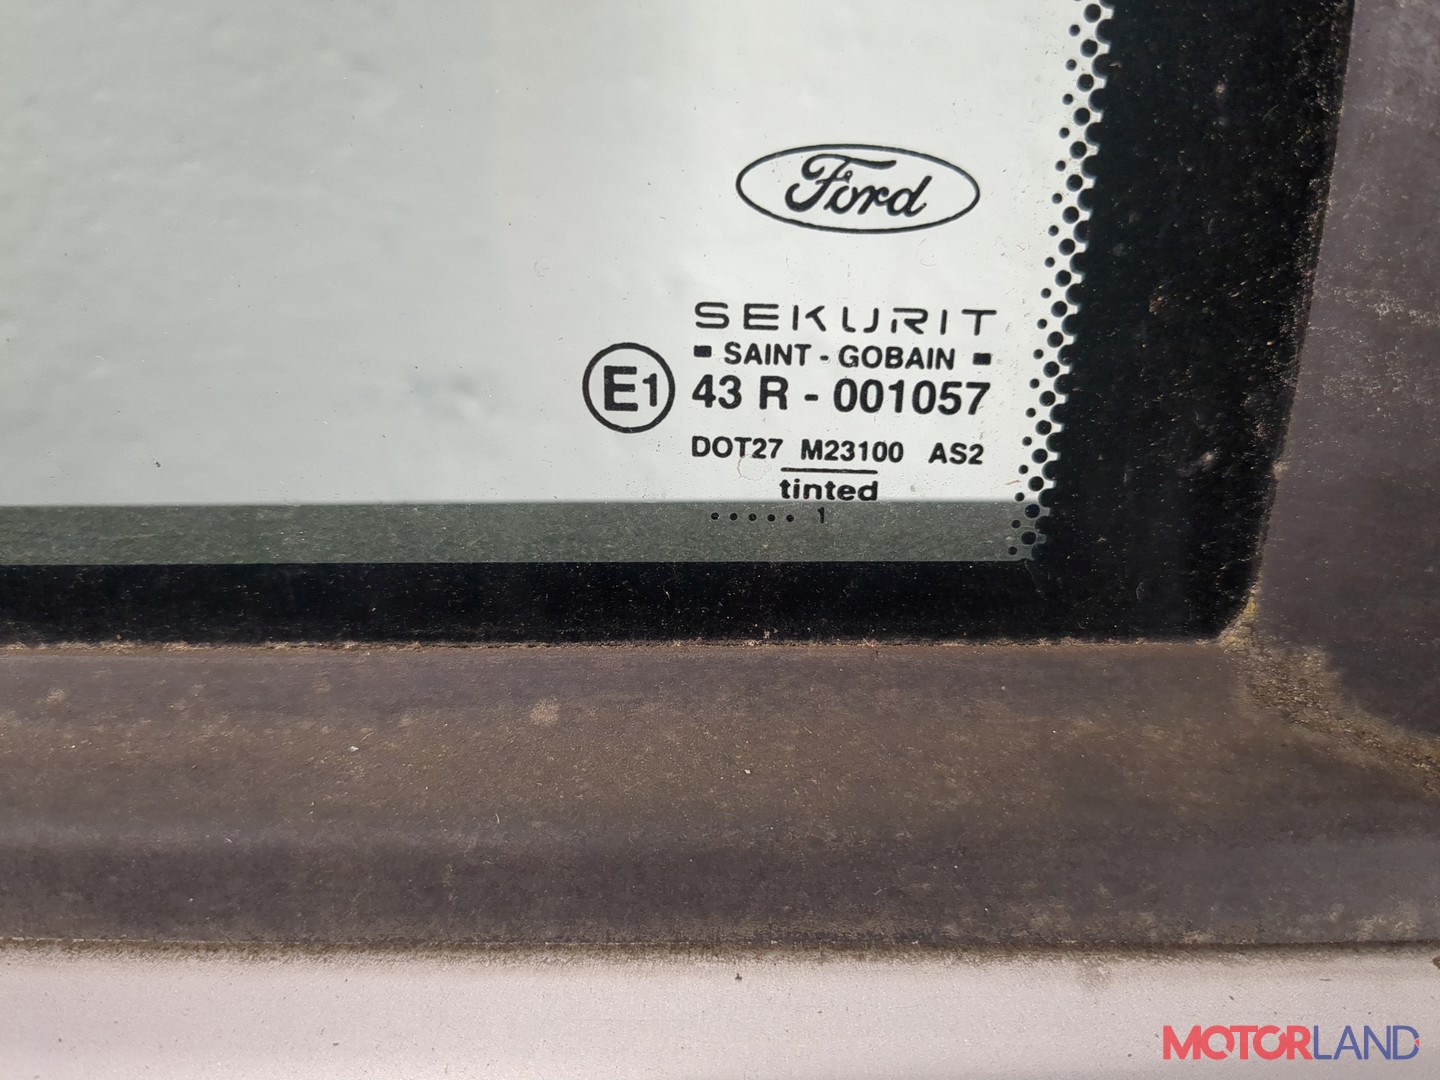 Ford
SEKURIT
SAINT - GOBAIN
E1 43 R - 001057
DOT27 M23100 AS2
tinted
..... 1
MOTORLAND